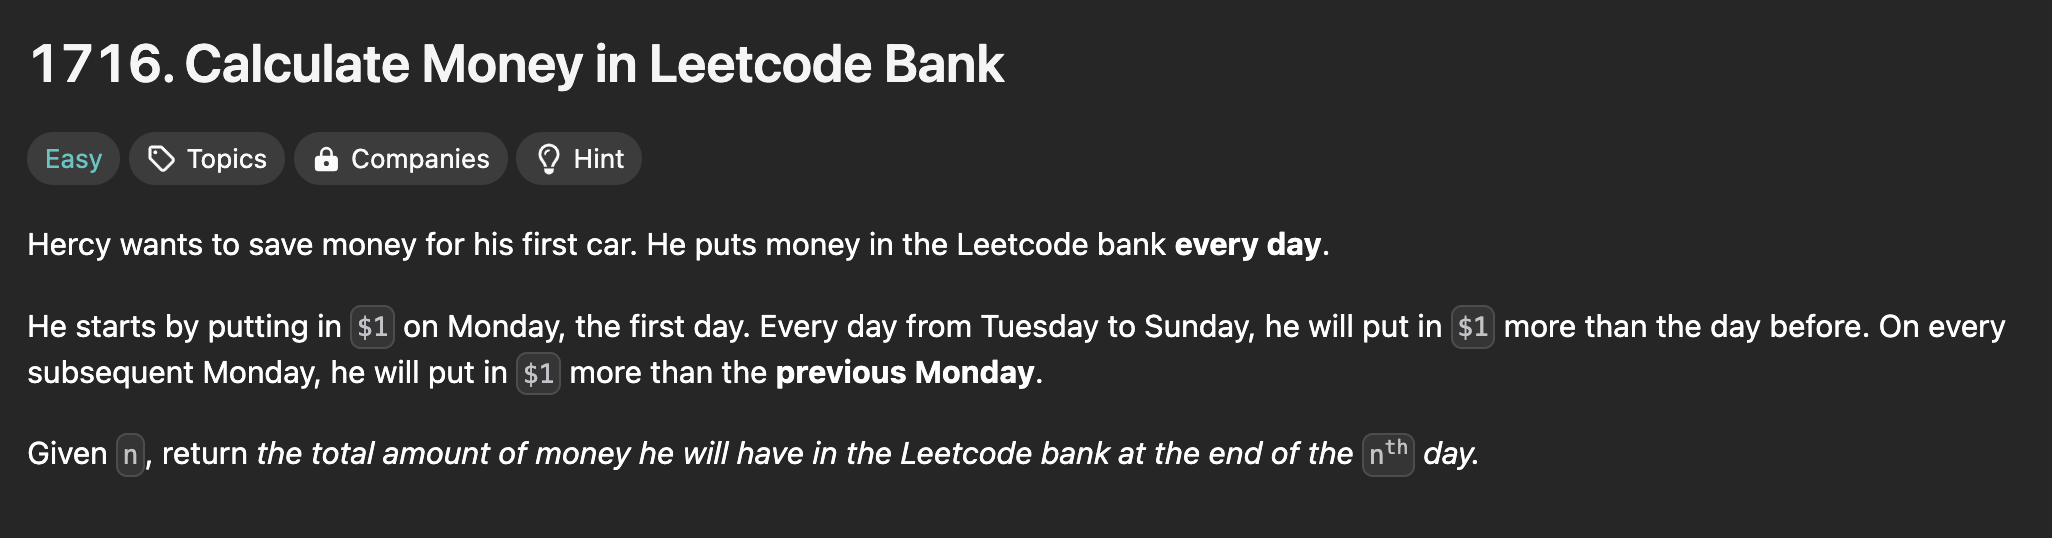 1716. Calculate Money in Leetcode Bank
Easy Topics Companies Hint
Hercy wants to save money for his first car. He puts money in the Leetcode bank every day.
He starts by putting in $1 on Monday, the first day. Every day from Tuesday to Sunday, he will put in $1 more than the day before. On every
subsequent Monday, he will put in $1 more than the previous Monday.
Given n, return the total amount of money he will have in the Leetcode bank at the end of the nth day.